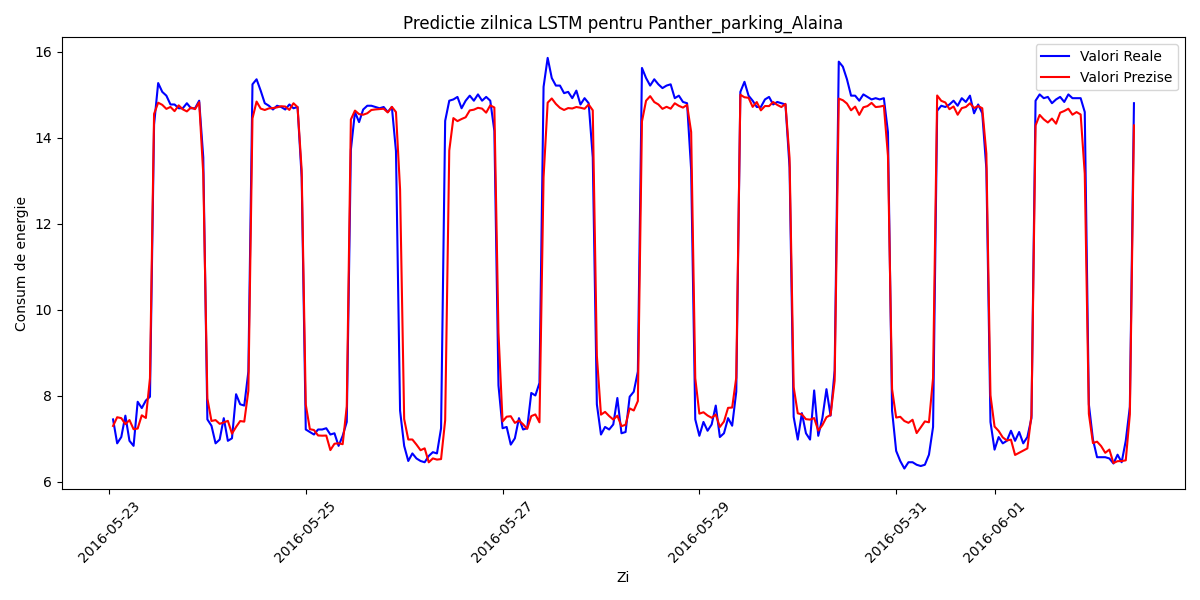 Predictie zilnica LSTM pentru Panther_parking_Alaina
Valori Reale
Valori Prezise
Consum de energie
16
14
12
10
8
6
2016-05-23
2016-05-25
2016-05-27
2016-05-29
2016-05-31
2016-06-01
Zi